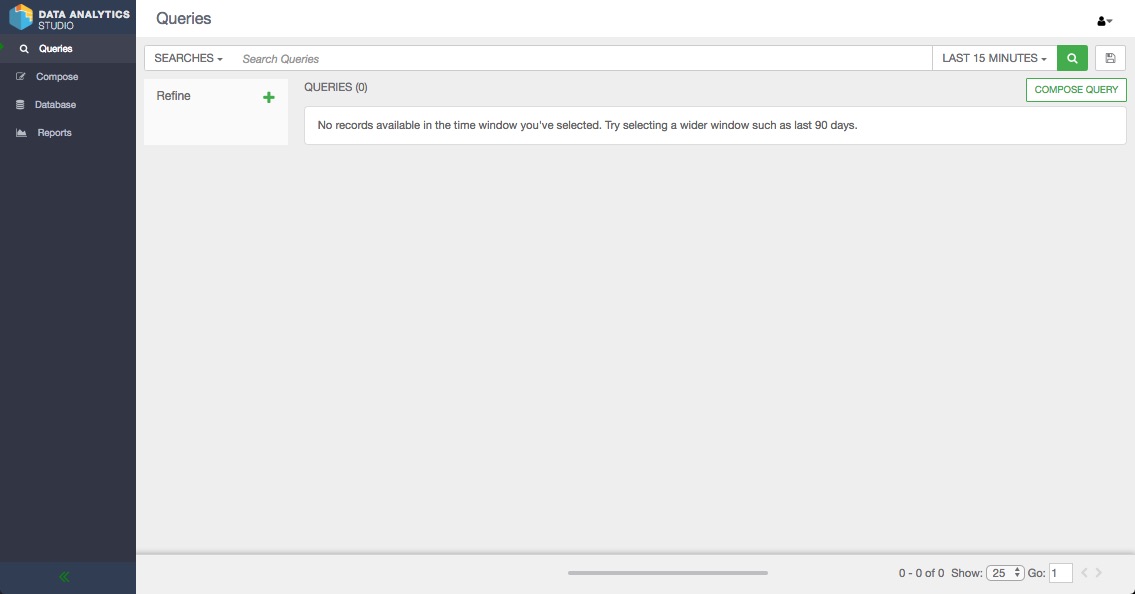 DATA ANALYTICS
STUDIO
Queries
Queries
Compose
Database
Reports
SEARCHES
Search Queries
LAST 15 MINUTES
Refine
QUERIES (0)
COMPOSE QUERY
No records available in the time window you've selected. Try selecting a wider window such as last 90 days.
0 - 0 of 0 Show: 25 Go: 1